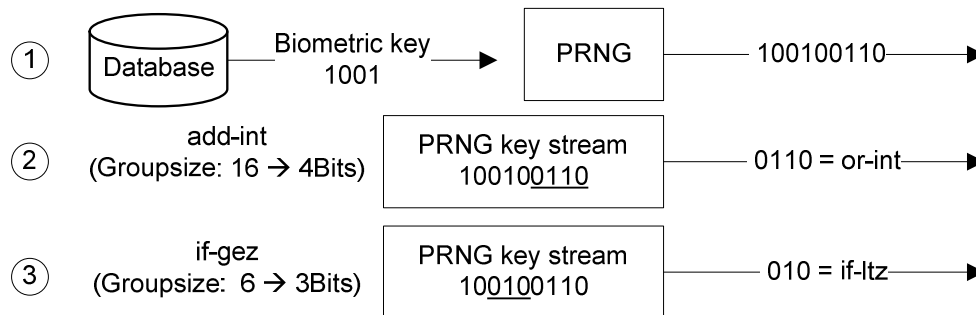 1
Database
Biometric key
1001
PRNG
100100110
2
add-int
(Groupsize: 16 → 4Bits)
PRNG key stream
100100110
0110 = or-int
3
if-gez
(Groupsize: 6 → 3Bits)
PRNG key stream
100100110
010 = if-ltz